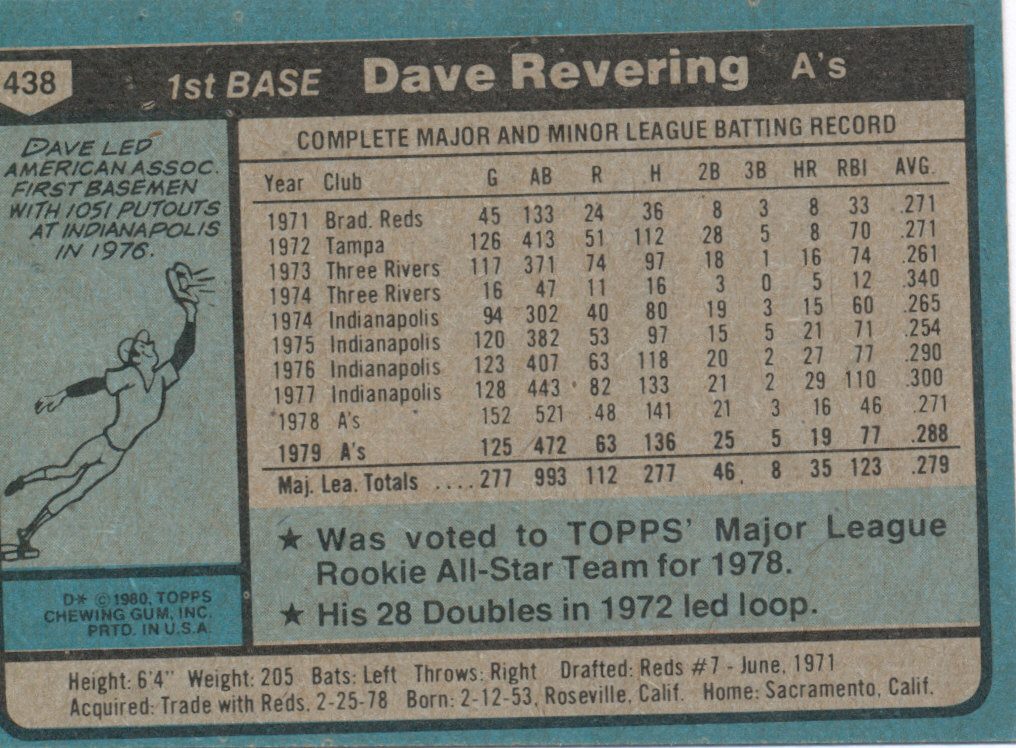 438 1st BASE Dave Revering A's
DAVE LED
AMERICAN ASSOC.
FIRST BASEMEN
WITH 1051 PUTOUTS
AT INDIANAPOLIS
IN 1976.
COMPLETE MAJOR AND MINOR LEAGUE BATTING RECORD
Year Club G AB R H 2B 3B HR RBI AVG.
1971 Brad. Reds 45 133 24 36 8 3 8 33 .271
1972 Tampa 126 413 51 112 28 5 8 70 .271
1973 Three Rivers 117 371 74 97 18 1 16 74 .261
1974 Three Rivers 16 47 11 16 3 0 5 12 .340
1974 Indianapolis 94 302 40 80 19 3 15 60 .265
1975 Indianapolis 120 382 53 97 15 5 21 71 .254
1976 Indianapolis 123 407 63 118 20 2 27 77 .290
1977 Indianapolis 128 443 82 133 21 2 29 110 .300
1978 A's 152 521 48 141 21 3 16 46 .271
1979 A's 125 472 63 136 25 5 19 77 .288
Maj. Lea. Totals ....277 993 112 277 46 8 35 123 .279
★ Was voted to TOPPS' Major League
Rookie All-Star Team for 1978.
★ His 28 Doubles in 1972 led loop.
D* © 1980, TOPPS
CHEWING GUM, INC.
PRTD. IN U.S.A.
Height: 6'4" Weight: 205 Bats: Left Throws: Right Drafted: Reds #7 - June, 1971
Acquired: Trade with Reds, 2-25-78 Born: 2-12-53, Roseville, Calif. Home: Sacramento, Calif.